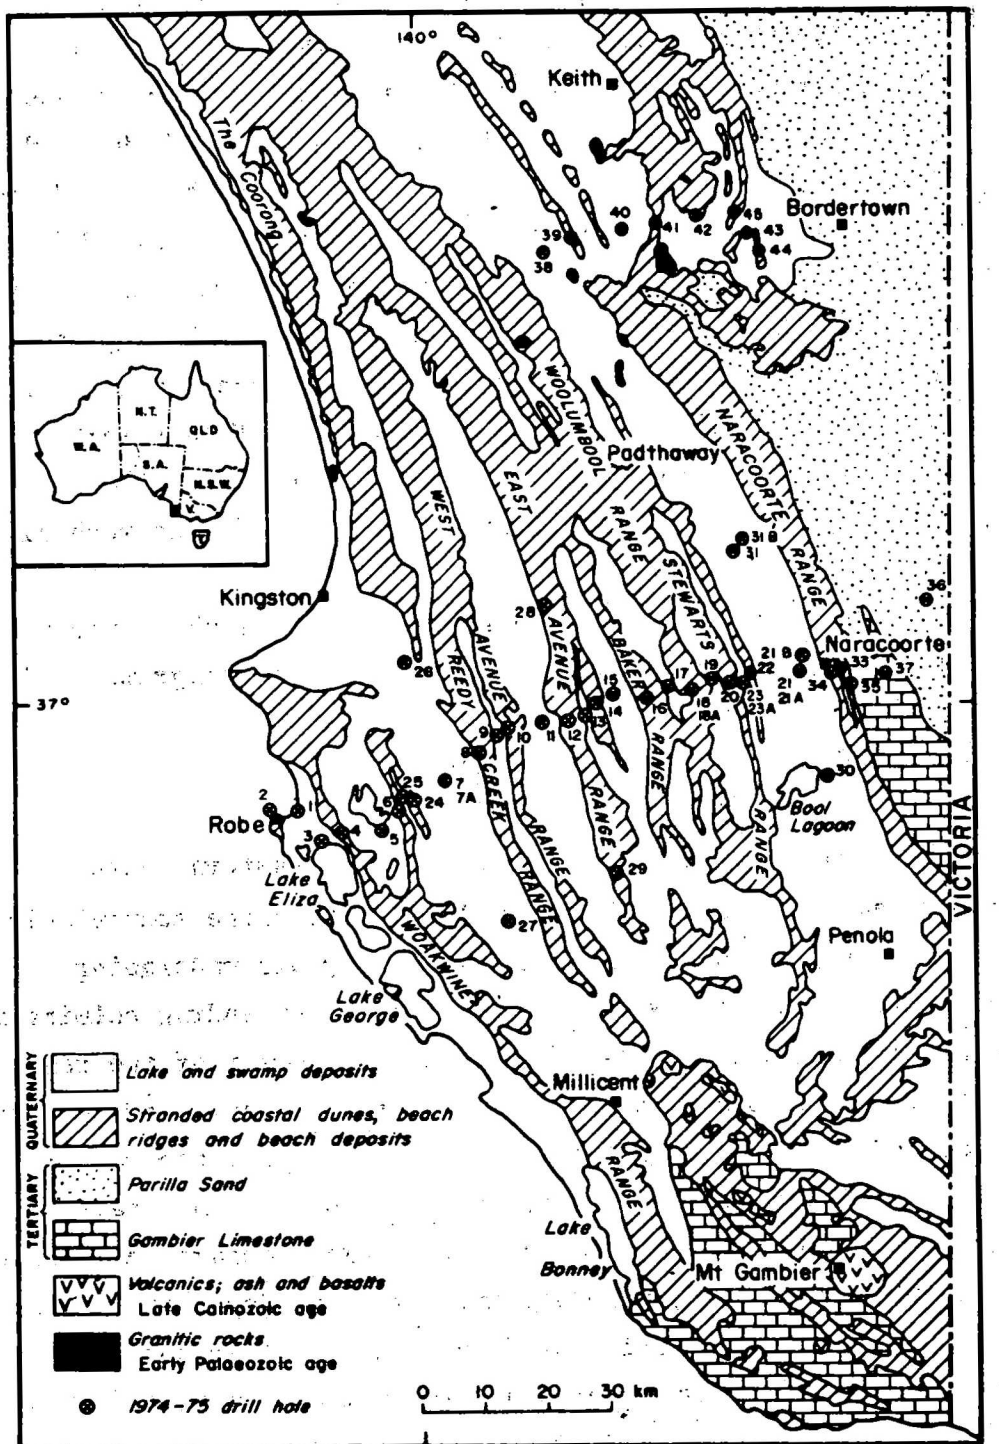 140°
Keith
The Coorong
Bordertown
45
43
44
40
41
42
39
38
W.A.
N.T.
QLD
S.A.
N.S.W.
V.
WOOLUMBOOL
RANGE
Padthaway
NARACOORTE
RANGE
WEST
AVENUE
RANGE
EAST
AVENUE
RANGE
31 B
31
STEWARTS
RANGE
36
Kingston
28
Naracoorte
26
REEDY
CREEK
RANGE
BAKER
RANGE
21 B
21
21 A
33
34
35
37
37°
15
14
13
12
11
10
9
8
16
17
18
18A
19
20
22
23
23A
7
7A
25
24
6
5
4
3
2
1
Robe
30
Bool
Lagoon
Lake
Eliza
29
27
VICTORIA
Penola
WOAKWINE
RANGE
Lake
George
Millicent
Lake
Bonney
Mt Gambier
QUATERNARY
Lake and swamp deposits
Stranded coastal dunes, beach
ridges and beach deposits
TERTIARY
Parilla Sand
Gambier Limestone
Volcanics; ash and basalts
Late Cainozoic age
Granitic rocks
Early Palaeozoic age
1974-75 drill hole
0 10 20 30 km